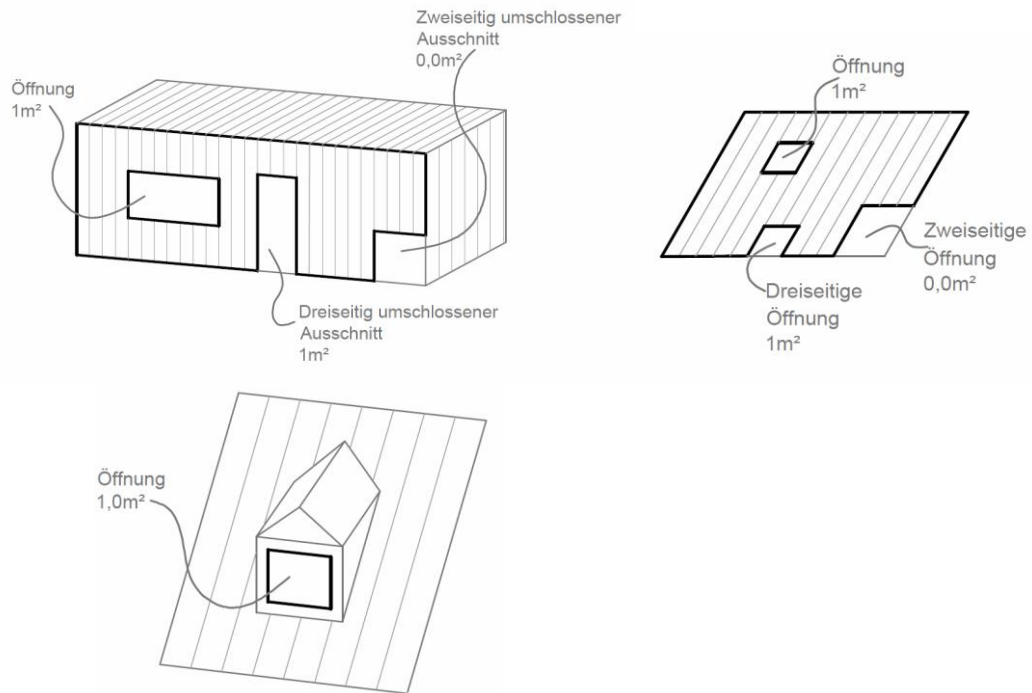 Zweiseitig umschlossener
Ausschnitt
0,0m²
Öffnung
1m²
Dreiseitig umschlossener
Ausschnitt
1m²
Öffnung
1m²
Zweiseitige
Öffnung
0,0m²
Dreiseitige
Öffnung
1m²
Öffnung
1,0m²